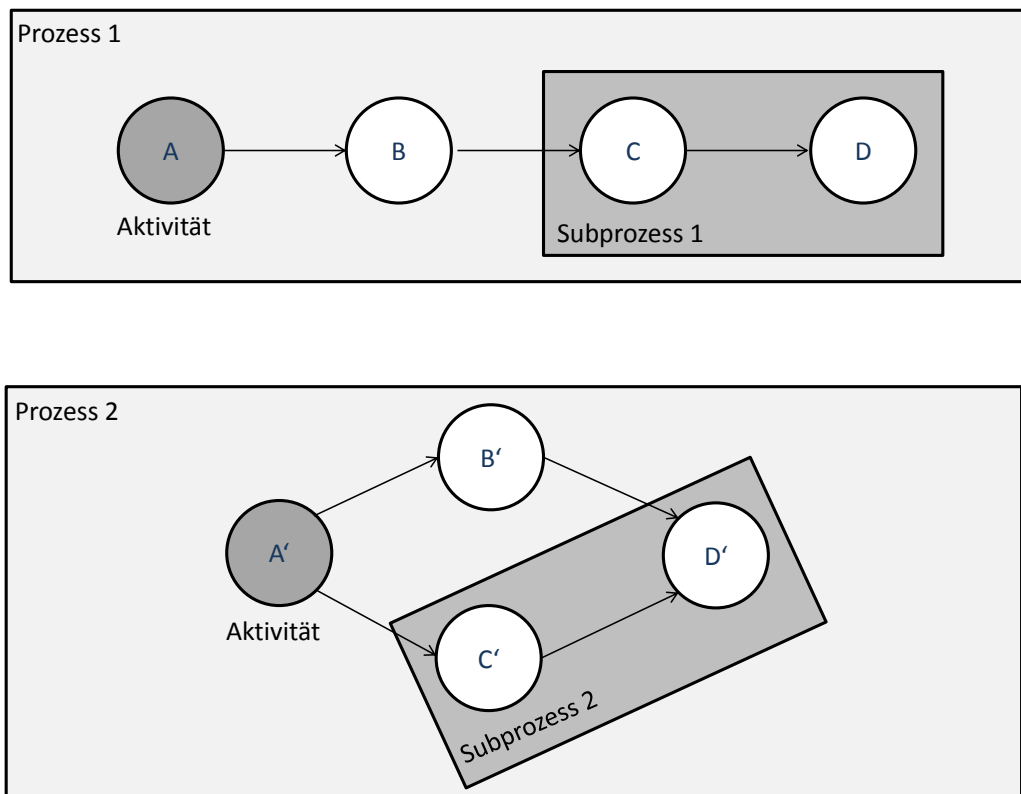 Prozess 1
A
B
C
D
Aktivität
Subprozess 1
Prozess 2
B‘
A‘
D‘
Aktivität
C‘
Subprozess 2